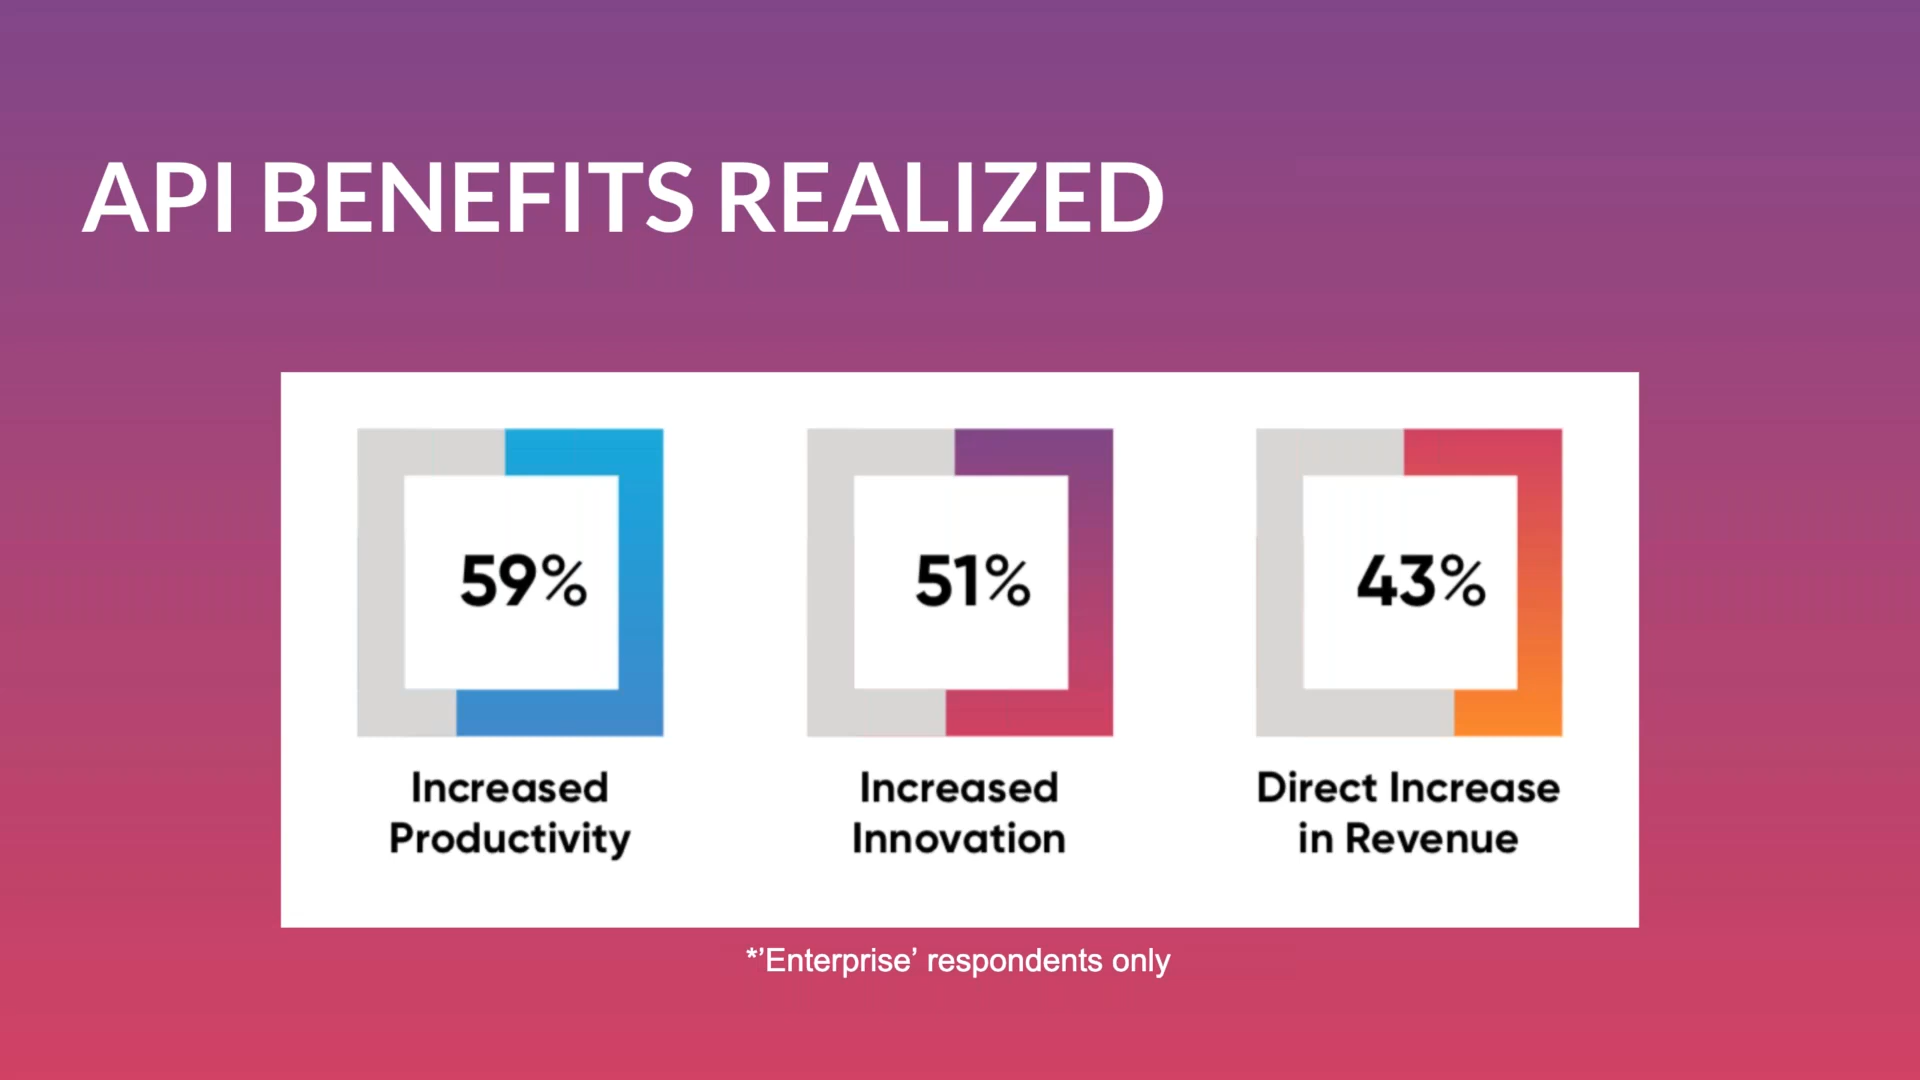 API BENEFITS REALIZED
59%
51%
43%
Increased
Productivity
Increased
Innovation
Direct Increase
in Revenue
*’Enterprise’ respondents only